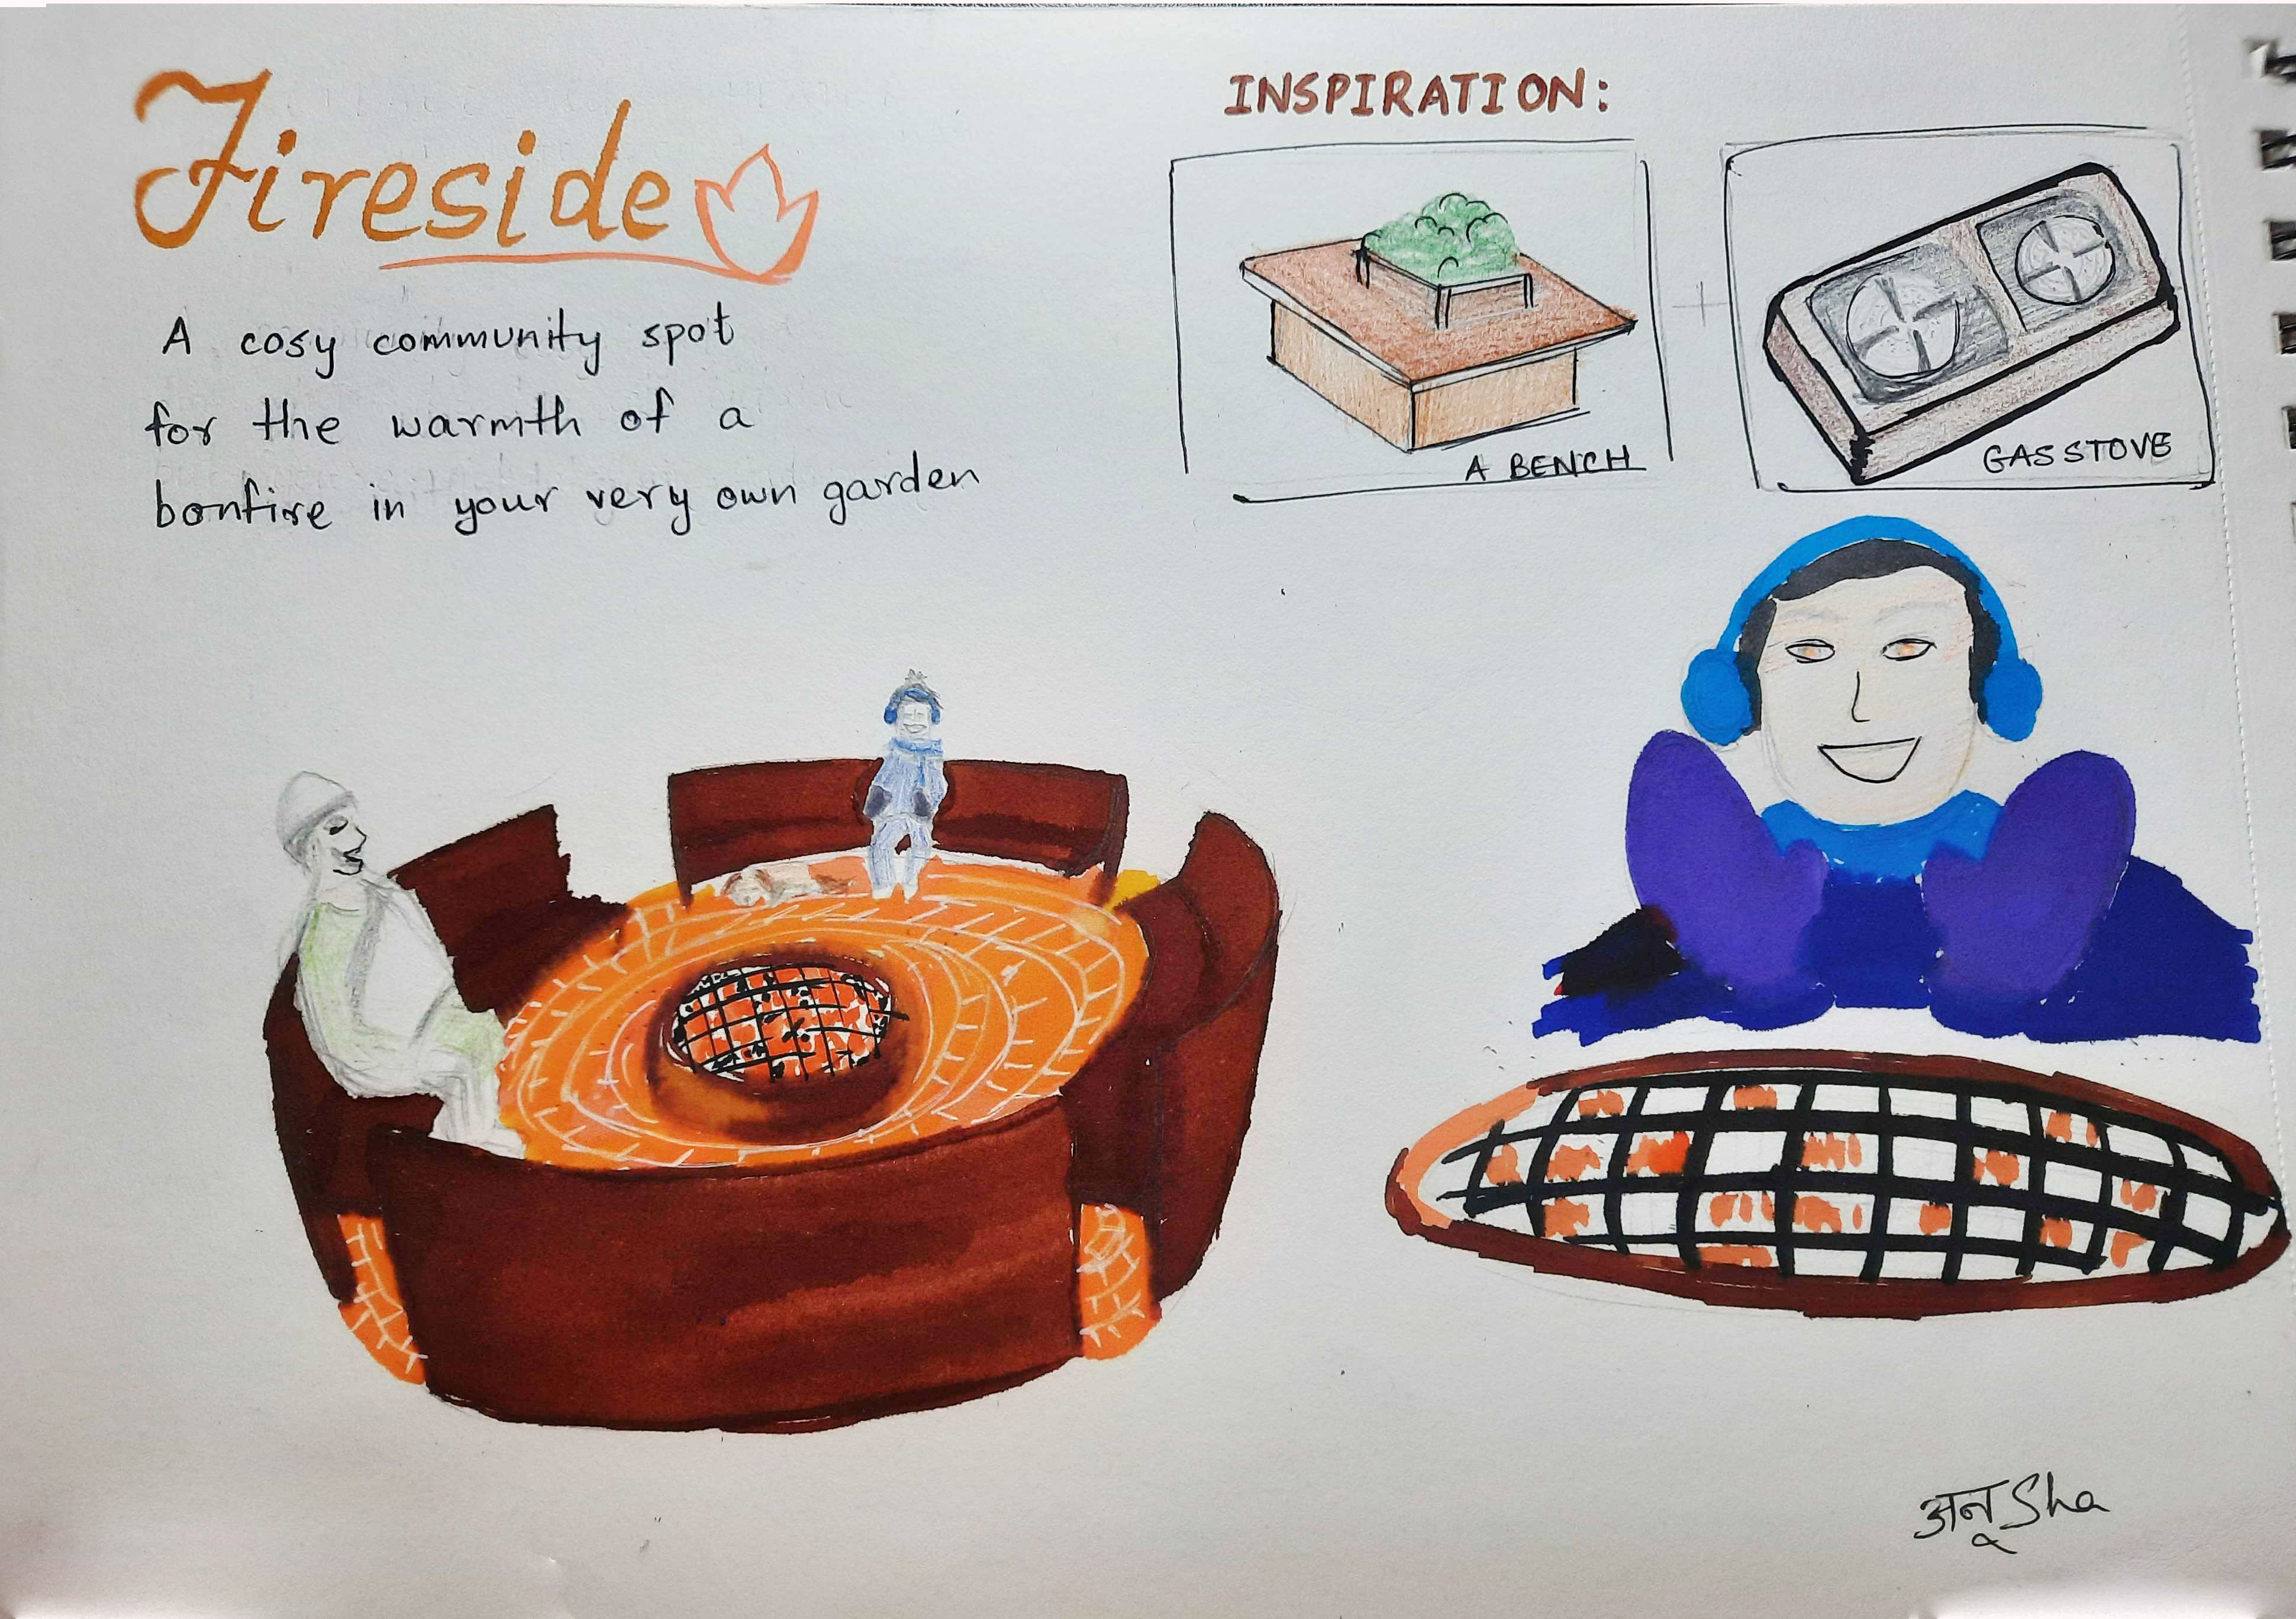 Fireside
A cosy community spot
for the warmth of a
bonfire in your very own garden
INSPIRATION:
A BENCH
+
GAS STOVE
अनूSha